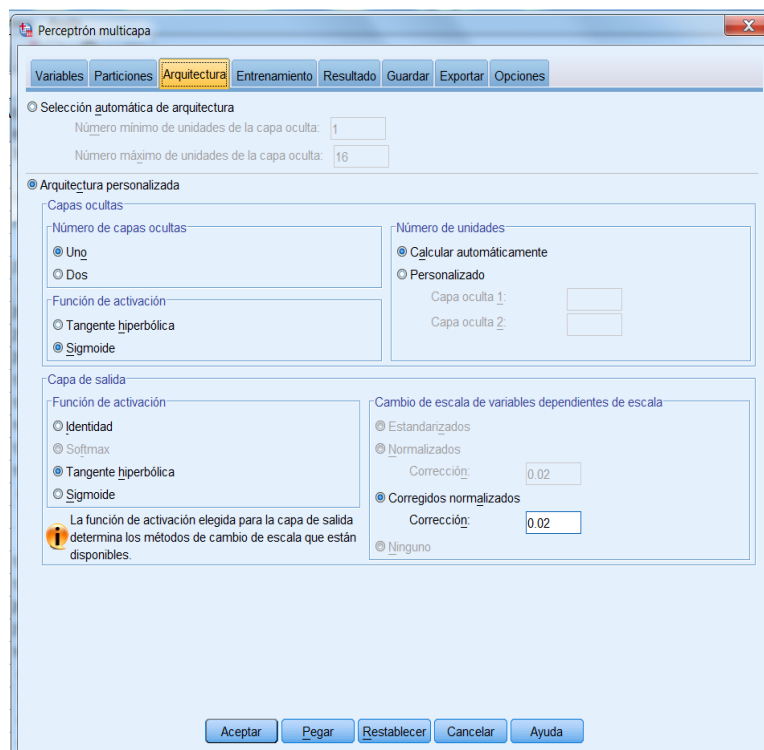 Perceptrón multicapa
Variables Particiones Arquitectura Entrenamiento Resultado Guardar Exportar Opciones
Selección automática de arquitectura
Número mínimo de unidades de la capa oculta: 1
Número máximo de unidades de la capa oculta: 16
Arquitectura personalizada
Capas ocultas
Número de capas ocultas
Uno
Dos
Función de activación
Tangente hiperbólica
Sigmoide
Número de unidades
Calcular automáticamente
Personalizado
Capa oculta 1:
Capa oculta 2:
Capa de salida
Función de activación
Identidad
Softmax
Tangente hiperbólica
Sigmoide
La función de activación elegida para la capa de salida
determina los métodos de cambio de escala que están
disponibles.
Cambio de escala de variables dependientes de escala
Estandarizados
Normalizados
Corrección: 0.02
Corregidos normalizados
Corrección: 0.02
Ninguno
Aceptar Pegar Restablecer Cancelar Ayuda